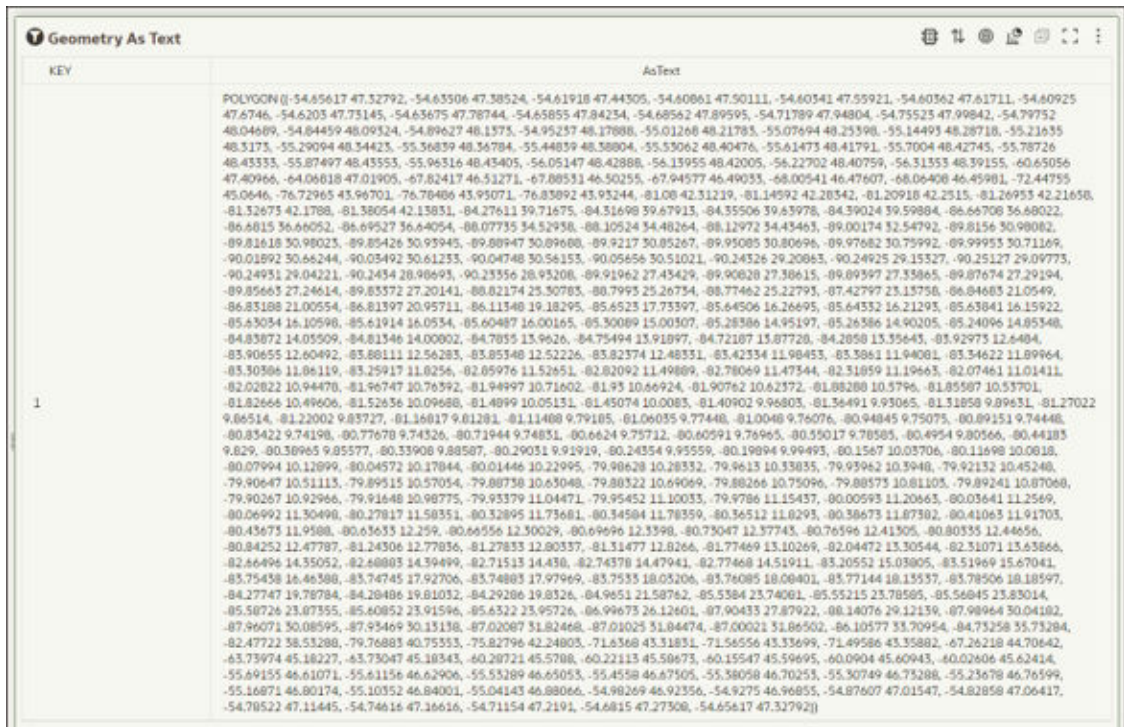 Geometry As Text
KEY AsText
POLYGON ((-54.65617 47.32792, -54.63506 47.38524, -54.61918 47.44305, -54.60861 47.50111, -54.60341 47.55921, -54.60362 47.61711, -54.60925
47.6746, -54.6203 47.73145, -54.63675 47.78744, -54.65855 47.84234, -54.68562 47.89595, -54.71789 47.94804, -54.75523 47.99842, -54.79752
48.04689, -54.84459 48.09324, -54.89627 48.1373, -54.95237 48.17888, -55.01268 48.21783, -55.07694 48.25398, -55.14493 48.28718, -55.21635
48.3173, -55.29094 48.34423, -55.36839 48.36784, -55.44839 48.38804, -55.53062 48.40476, -55.61473 48.41791, -55.7004 48.42745, -55.78726
48.43333, -55.87497 48.43553, -55.96316 48.43405, -56.05147 48.42888, -56.13955 48.42005, -56.22702 48.40759, -56.31353 48.39155, -60.65056
47.40966, -64.06818 47.01905, -67.82417 46.51271, -67.88531 46.50255, -67.94577 46.49033, -68.00541 46.47607, -68.06408 46.45981, -72.44755
45.0646, -76.72965 43.96701, -76.78486 43.95071, -76.83892 43.93244, -81.08 42.31219, -81.14592 42.28342, -81.20918 42.2515, -81.26953 42.21658,
-81.32673 42.1788, -81.38054 42.13831, -84.27611 39.71675, -84.31698 39.67913, -84.35506 39.63978, -84.39024 39.59884, -86.66708 36.68022,
-86.6815 36.66052, -86.69527 36.64054, -88.07735 34.52938, -88.10524 34.48264, -88.12972 34.43463, -89.00174 32.54792, -89.8156 30.98082,
-89.81618 30.98023, -89.85426 30.93945, -89.88947 30.89688, -89.9217 30.85267, -89.95085 30.80696, -89.97682 30.75992, -89.99953 30.71169,
-90.01892 30.66244, -90.03492 30.61233, -90.04748 30.56153, -90.05656 30.51021, -90.24326 29.20863, -90.24925 29.15327, -90.25127 29.09773,
-90.24931 29.04221, -90.2434 28.98693, -90.23356 28.93208, -89.91962 27.43429, -89.90828 27.38615, -89.89397 27.33865, -89.87674 27.29194,
-89.85663 27.24614, -89.83372 27.20141, -88.82174 25.30783, -88.7993 25.26734, -88.77462 25.22793, -87.42797 23.13758, -86.84683 21.0549,
-86.83188 21.00554, -86.81397 20.95711, -86.11348 19.18295, -85.6523 17.73397, -85.64506 16.26695, -85.64332 16.21293, -85.63841 16.15922,
-85.63034 16.10598, -85.61914 16.0534, -85.60487 16.00165, -85.30089 15.00307, -85.28386 14.95197, -85.26386 14.90205, -85.24096 14.85348,
-84.83872 14.05509, -84.81346 14.00802, -84.7855 13.9626, -84.75494 13.91897, -84.72187 13.87728, -84.2858 13.35643, -83.92973 12.6484,
-83.90655 12.60492, -83.88111 12.56283, -83.85348 12.52226, -83.82374 12.48331, -83.42334 11.98453, -83.3861 11.94081, -83.34622 11.89964,
-83.30386 11.86119, -83.25917 11.8256, -82.85976 11.52651, -82.82092 11.49889, -82.78069 11.47344, -82.31859 11.19663, -82.07461 11.01411,
-82.02822 10.94478, -81.96747 10.76392, -81.94997 10.71602, -81.93 10.66924, -81.90762 10.62372, -81.88288 10.5796, -81.85587 10.53701,
-81.82666 10.49606, -81.52636 10.09688, -81.4899 10.05131, -81.45074 10.0083, -81.40902 9.96803, -81.36491 9.93065, -81.31858 9.89631, -81.27022
9.86514, -81.22002 9.83727, -81.16817 9.81281, -81.11488 9.79185, -81.06035 9.77448, -81.0048 9.76076, -80.94845 9.75075, -80.89151 9.74448,
-80.83422 9.74198, -80.77678 9.74326, -80.71944 9.74831, -80.6624 9.75712, -80.60591 9.76965, -80.55017 9.78585, -80.4954 9.80566, -80.44183
9.829, -80.38965 9.85577, -80.33908 9.88587, -80.29031 9.91919, -80.24354 9.95559, -80.19894 9.99493, -80.1567 10.03706, -80.11698 10.0818,
-80.07994 10.12899, -80.04572 10.17844, -80.01446 10.22995, -79.98628 10.28332, -79.9613 10.33835, -79.93962 10.3948, -79.92132 10.45248,
-79.90647 10.51113, -79.89515 10.57054, -79.88738 10.63048, -79.88322 10.69069, -79.88266 10.75096, -79.88573 10.81103, -79.89241 10.87068,
-79.90267 10.92966, -79.91648 10.98775, -79.93379 11.04471, -79.95452 11.10033, -79.9786 11.15437, -80.00593 11.20663, -80.03641 11.2569,
-80.06992 11.30498, -80.27817 11.58351, -80.32895 11.73681, -80.34584 11.78359, -80.36512 11.8293, -80.38673 11.87382, -80.41063 11.91703,
-80.43673 11.9588, -80.63633 12.259, -80.66556 12.30029, -80.69696 12.3398, -80.73047 12.37743, -80.76596 12.41305, -80.80335 12.44656,
-80.84252 12.47787, -81.24306 12.77836, -81.27833 12.80337, -81.31477 12.8266, -81.77469 13.10269, -82.04472 13.30544, -82.31071 13.63866,
-82.66496 14.35052, -82.68883 14.39499, -82.71513 14.438, -82.74378 14.47941, -82.77468 14.51911, -83.20552 15.03805, -83.51969 15.67041,
-83.75438 16.46388, -83.74745 17.92706, -83.74883 17.97969, -83.7533 18.03206, -83.76085 18.08401, -83.77144 18.13537, -83.78506 18.18597,
-84.27747 19.78784, -84.28486 19.81032, -84.29286 19.8326, -84.9651 21.58762, -85.5384 23.74081, -85.55215 23.78585, -85.56845 23.83014,
-85.58726 23.87355, -85.60852 23.91596, -85.6322 23.95726, -86.99673 26.12601, -87.90433 27.87922, -88.14076 29.12139, -87.98964 30.04182,
-87.96071 30.08595, -87.93469 30.13138, -87.02087 31.82468, -87.01025 31.84474, -87.00021 31.86502, -86.10577 33.70954, -84.73258 35.73284,
-82.47722 38.53288, -79.76883 40.75353, -75.82796 42.24803, -71.6368 43.31831, -71.56556 43.33699, -71.49586 43.35882, -67.26218 44.70642,
-63.73974 45.18227, -63.73047 45.18343, -60.28721 45.5788, -60.22113 45.58673, -60.15547 45.59695, -60.0904 45.60943, -60.02606 45.62414,
-55.69155 46.61071, -55.61156 46.62906, -55.53289 46.65053, -55.4558 46.67505, -55.38058 46.70253, -55.30749 46.73288, -55.23678 46.76599,
-55.16871 46.80174, -55.10352 46.84001, -55.04143 46.88066, -54.98269 46.92356, -54.9275 46.96855, -54.87607 47.01547, -54.82858 47.06417,
-54.78522 47.11445, -54.74616 47.16616, -54.71154 47.2191, -54.6815 47.27308, -54.65617 47.32792))
1